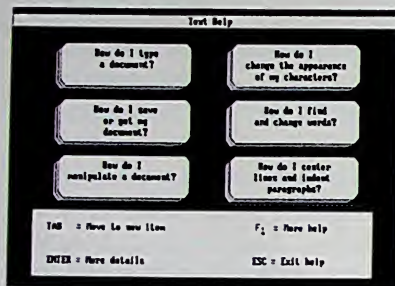 Text Help
How do I type
a document?
How do I
change the appearance
of my characters?
How do I save
or get my
document?
How do I find
and change words?
How do I
manipulate a document?
How do I center
lines and indent
paragraphs?
TAB = Move to new item
F1 = More help
ENTER = More details
ESC = Exit help